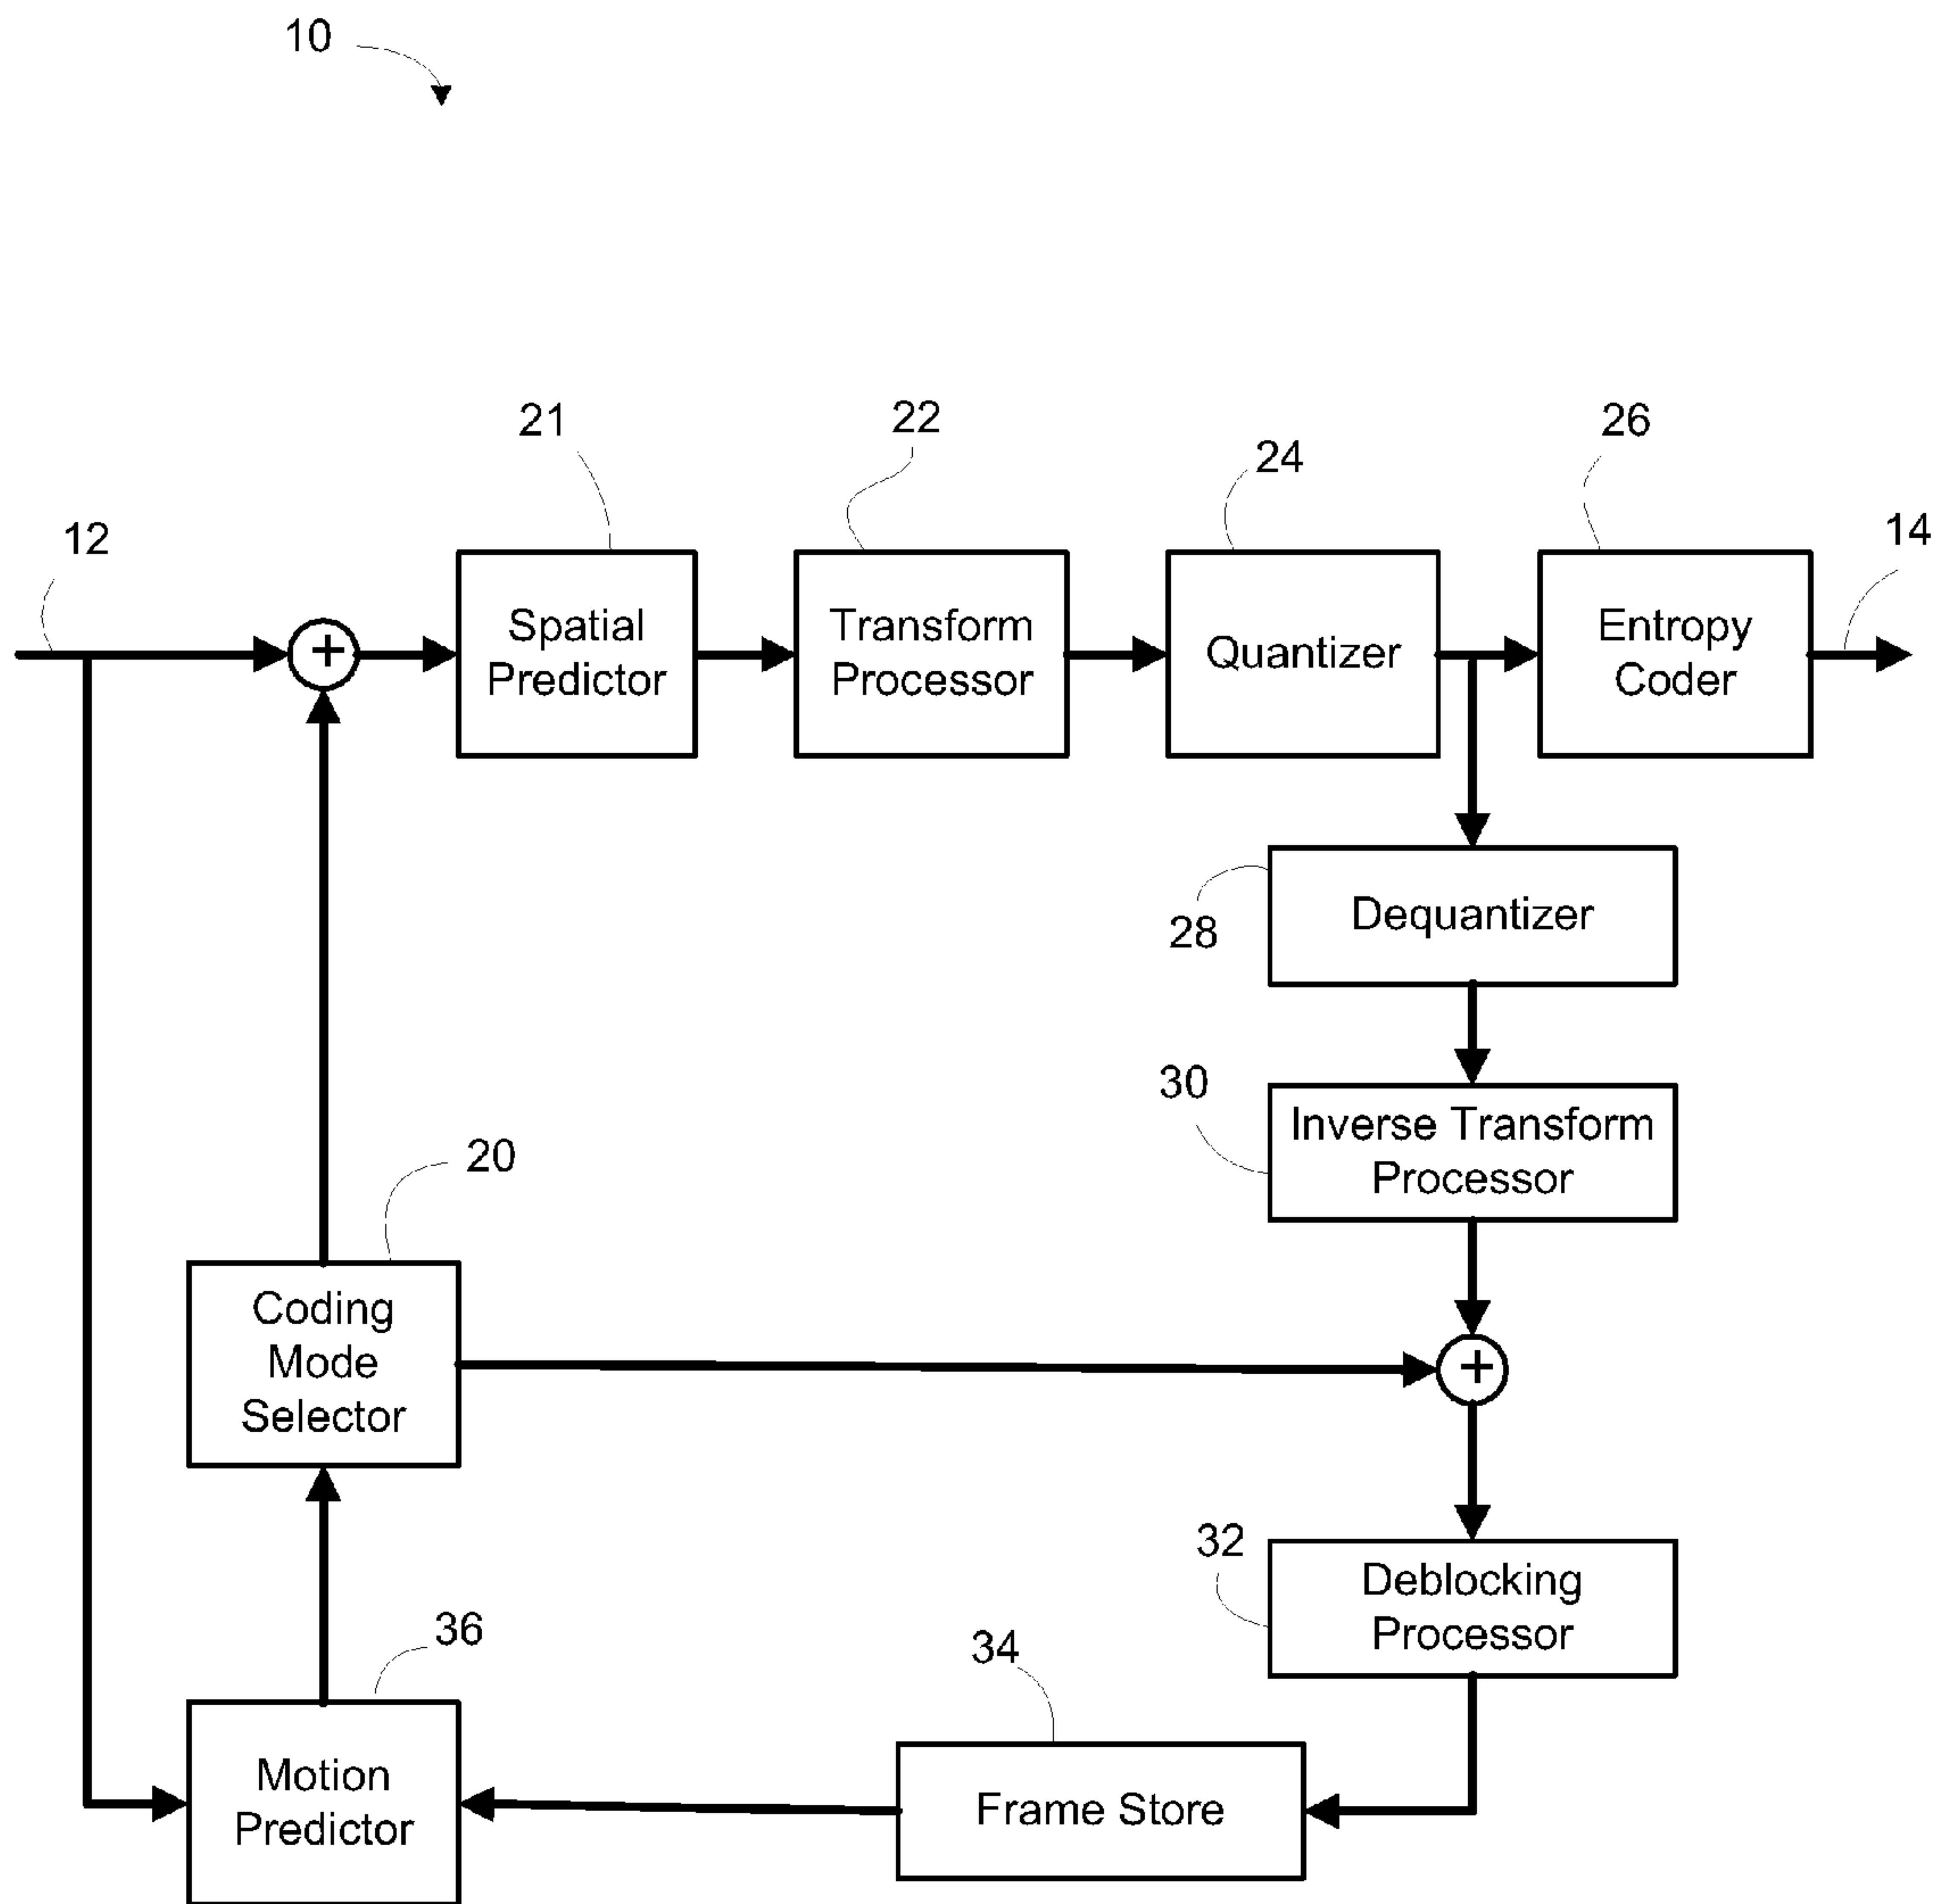 10
21
22
24
26
12
14
+
Spatial
Predictor
Transform
Processor
Quantizer
Entropy
Coder
28
Dequantizer
30
Inverse Transform
Processor
20
Coding
Mode
Selector
+
32
Deblocking
Processor
36
34
Motion
Predictor
Frame Store